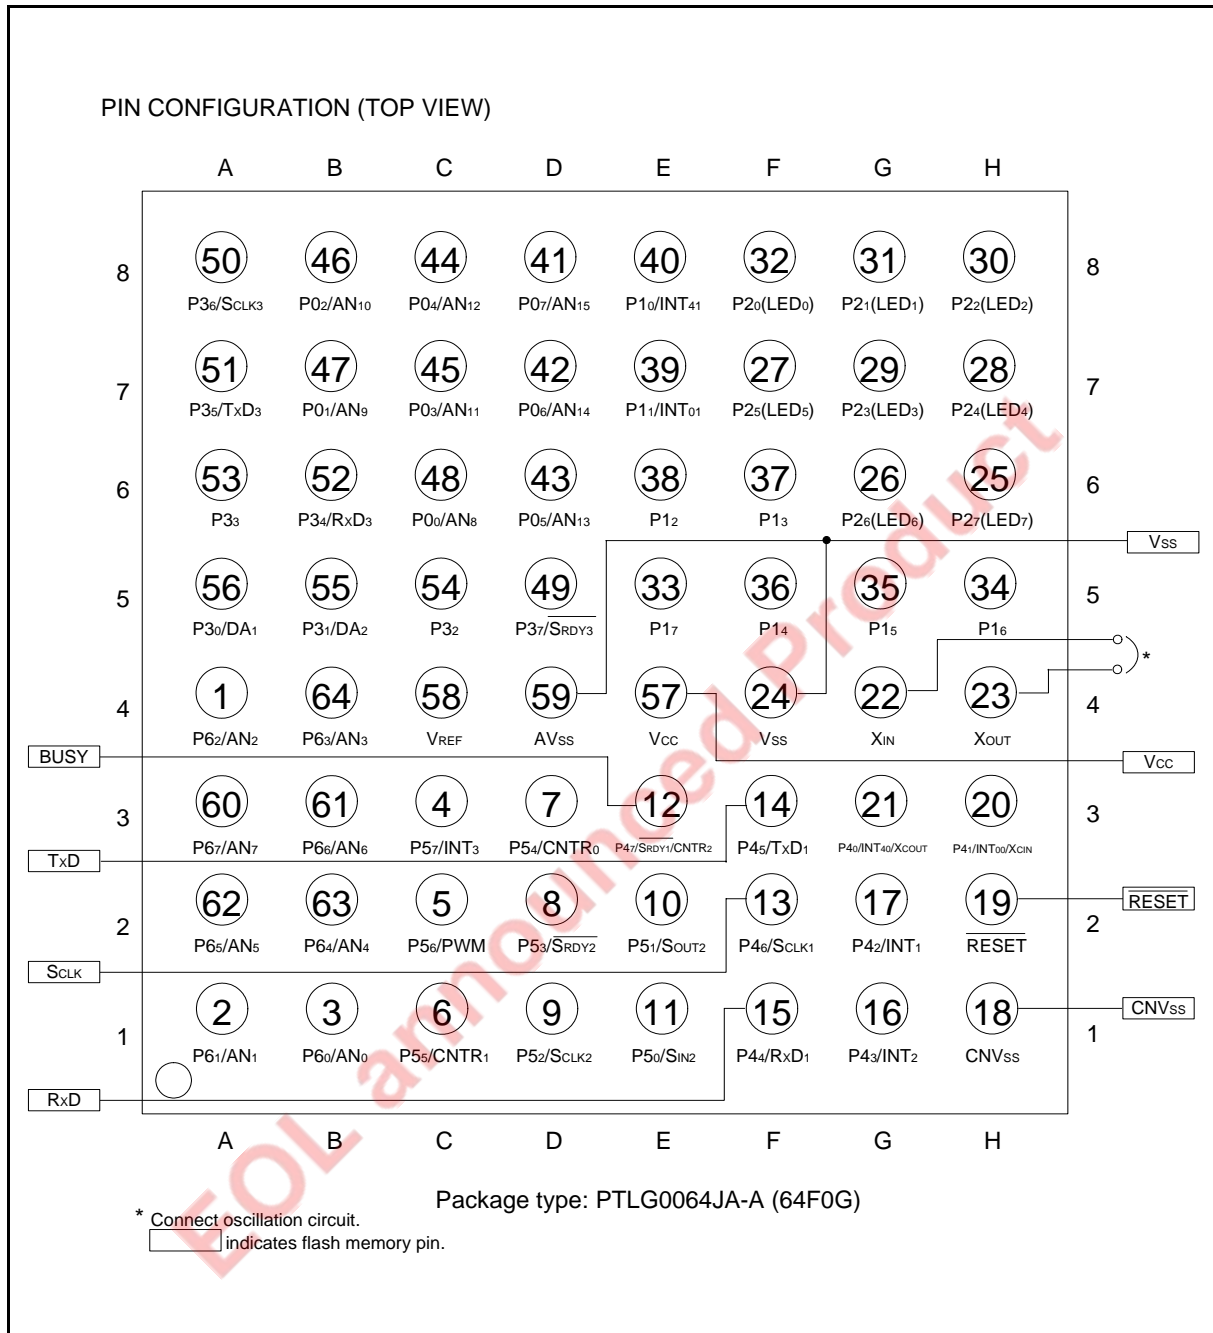 PIN CONFIGURATION (TOP VIEW)
A B C D E F G H
8 50 46 44 41 40 32 31 30 8
P36/SCLK3 P02/AN10 P04/AN12 P07/AN15 P10/INT41 P20(LED0) P21(LED1) P22(LED2)
7 51 47 45 42 39 27 29 28 7
P35/TXD3 P01/AN9 P03/AN11 P06/AN14 P11/INT01 P25(LED5) P23(LED3) P24(LED4)
6 53 52 48 43 38 37 26 25 6
P33 P34/RXD3 P00/AN8 P05/AN13 P12 P13 P26(LED6) P27(LED7)
VSS
5 56 55 54 49 33 36 35 34 5
P30/DA1 P31/DA2 P32 P37/SRDY3 P17 P14 P15 P16
*
4 1 64 58 59 57 24 22 23 4
P62/AN2 P63/AN3 VREF AVSS VCC VSS XIN XOUT
BUSY VCC
3 60 61 4 7 12 14 21 20 3
P67/AN7 P66/AN6 P57/INT3 P54/CNTR0 P47/SRDY1/CNTR2 P45/TXD1 P40/INT40/XCOUT P41/INT00/XCIN
TXD
2 62 63 5 8 10 13 17 19 2 RESET
P65/AN5 P64/AN4 P56/PWM P53/SRDY2 P51/SOUT2 P46/SCLK1 P42/INT1 RESET
SCLK
1 2 3 6 9 11 15 16 18 1 CNVSS
P61/AN1 P60/AN0 P55/CNTR1 P52/SCLK2 P50/SIN2 P44/RXD1 P43/INT2 CNVSS
RXD
A B C D E F G H
Package type: PTLG0064JA-A (64F0G)
* Connect oscillation circuit.
indicates flash memory pin.
EOL announced Product